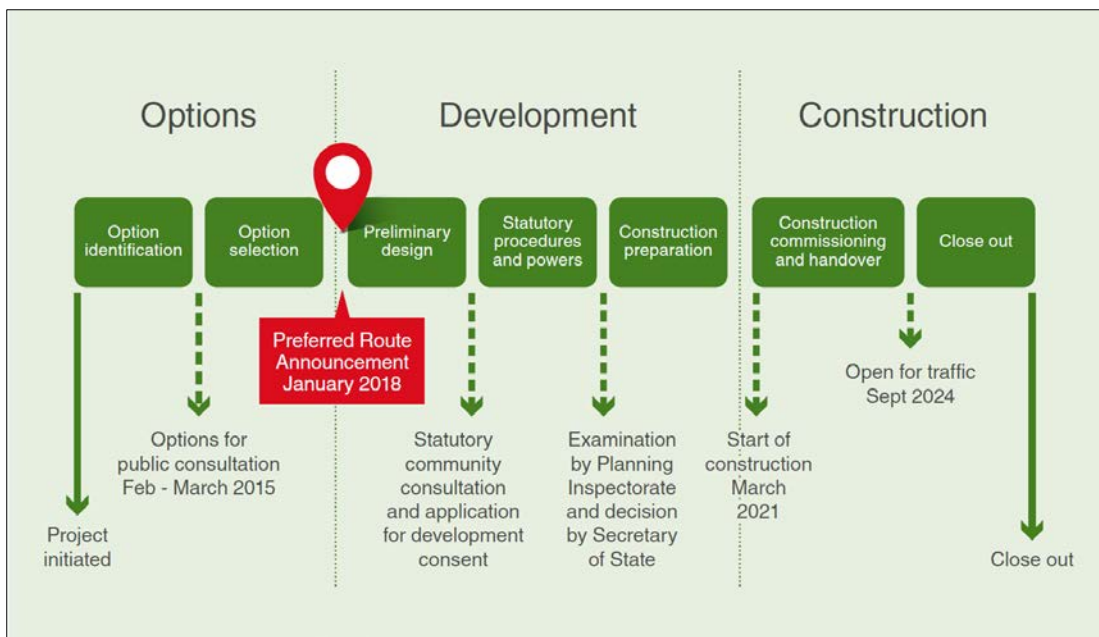 Options
Development
Construction
Option
identification
Option
selection
Preliminary
design
Statutory
procedures
and powers
Construction
preparation
Construction
commissioning
and handover
Close out
Preferred Route
Announcement
January 2018
Project
initiated
Options for
public consultation
Feb - March 2015
Statutory
community
consultation
and application
for development
consent
Examination
by Planning
Inspectorate
and decision
by Secretary
of State
Start of
construction
March
2021
Open for traffic
Sept 2024
Close out